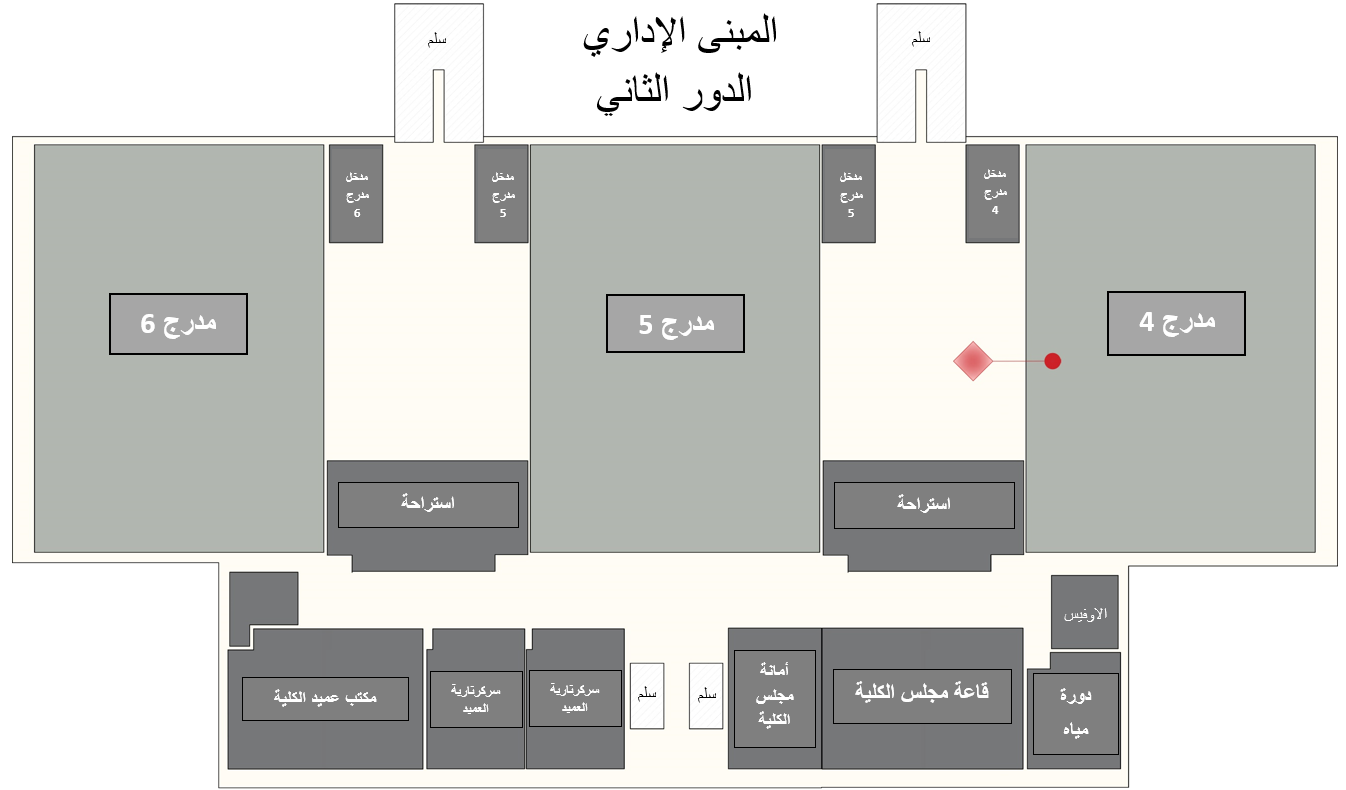 المبنى الإداري
الدور الثاني
سلم
سلم
مدخل
مدرج
4
مدخل
مدرج
5
مدخل
مدرج
5
مدخل
مدرج
6
مدرج 4
مدرج 5
مدرج 6
استراحة
استراحة
الاوفيس
دورة
مياه
قاعة مجلس الكلية
أمانة
مجلس
الكلية
سلم
سلم
سركرتارية
العميد
سركرتارية
العميد
مكتب عميد الكلية